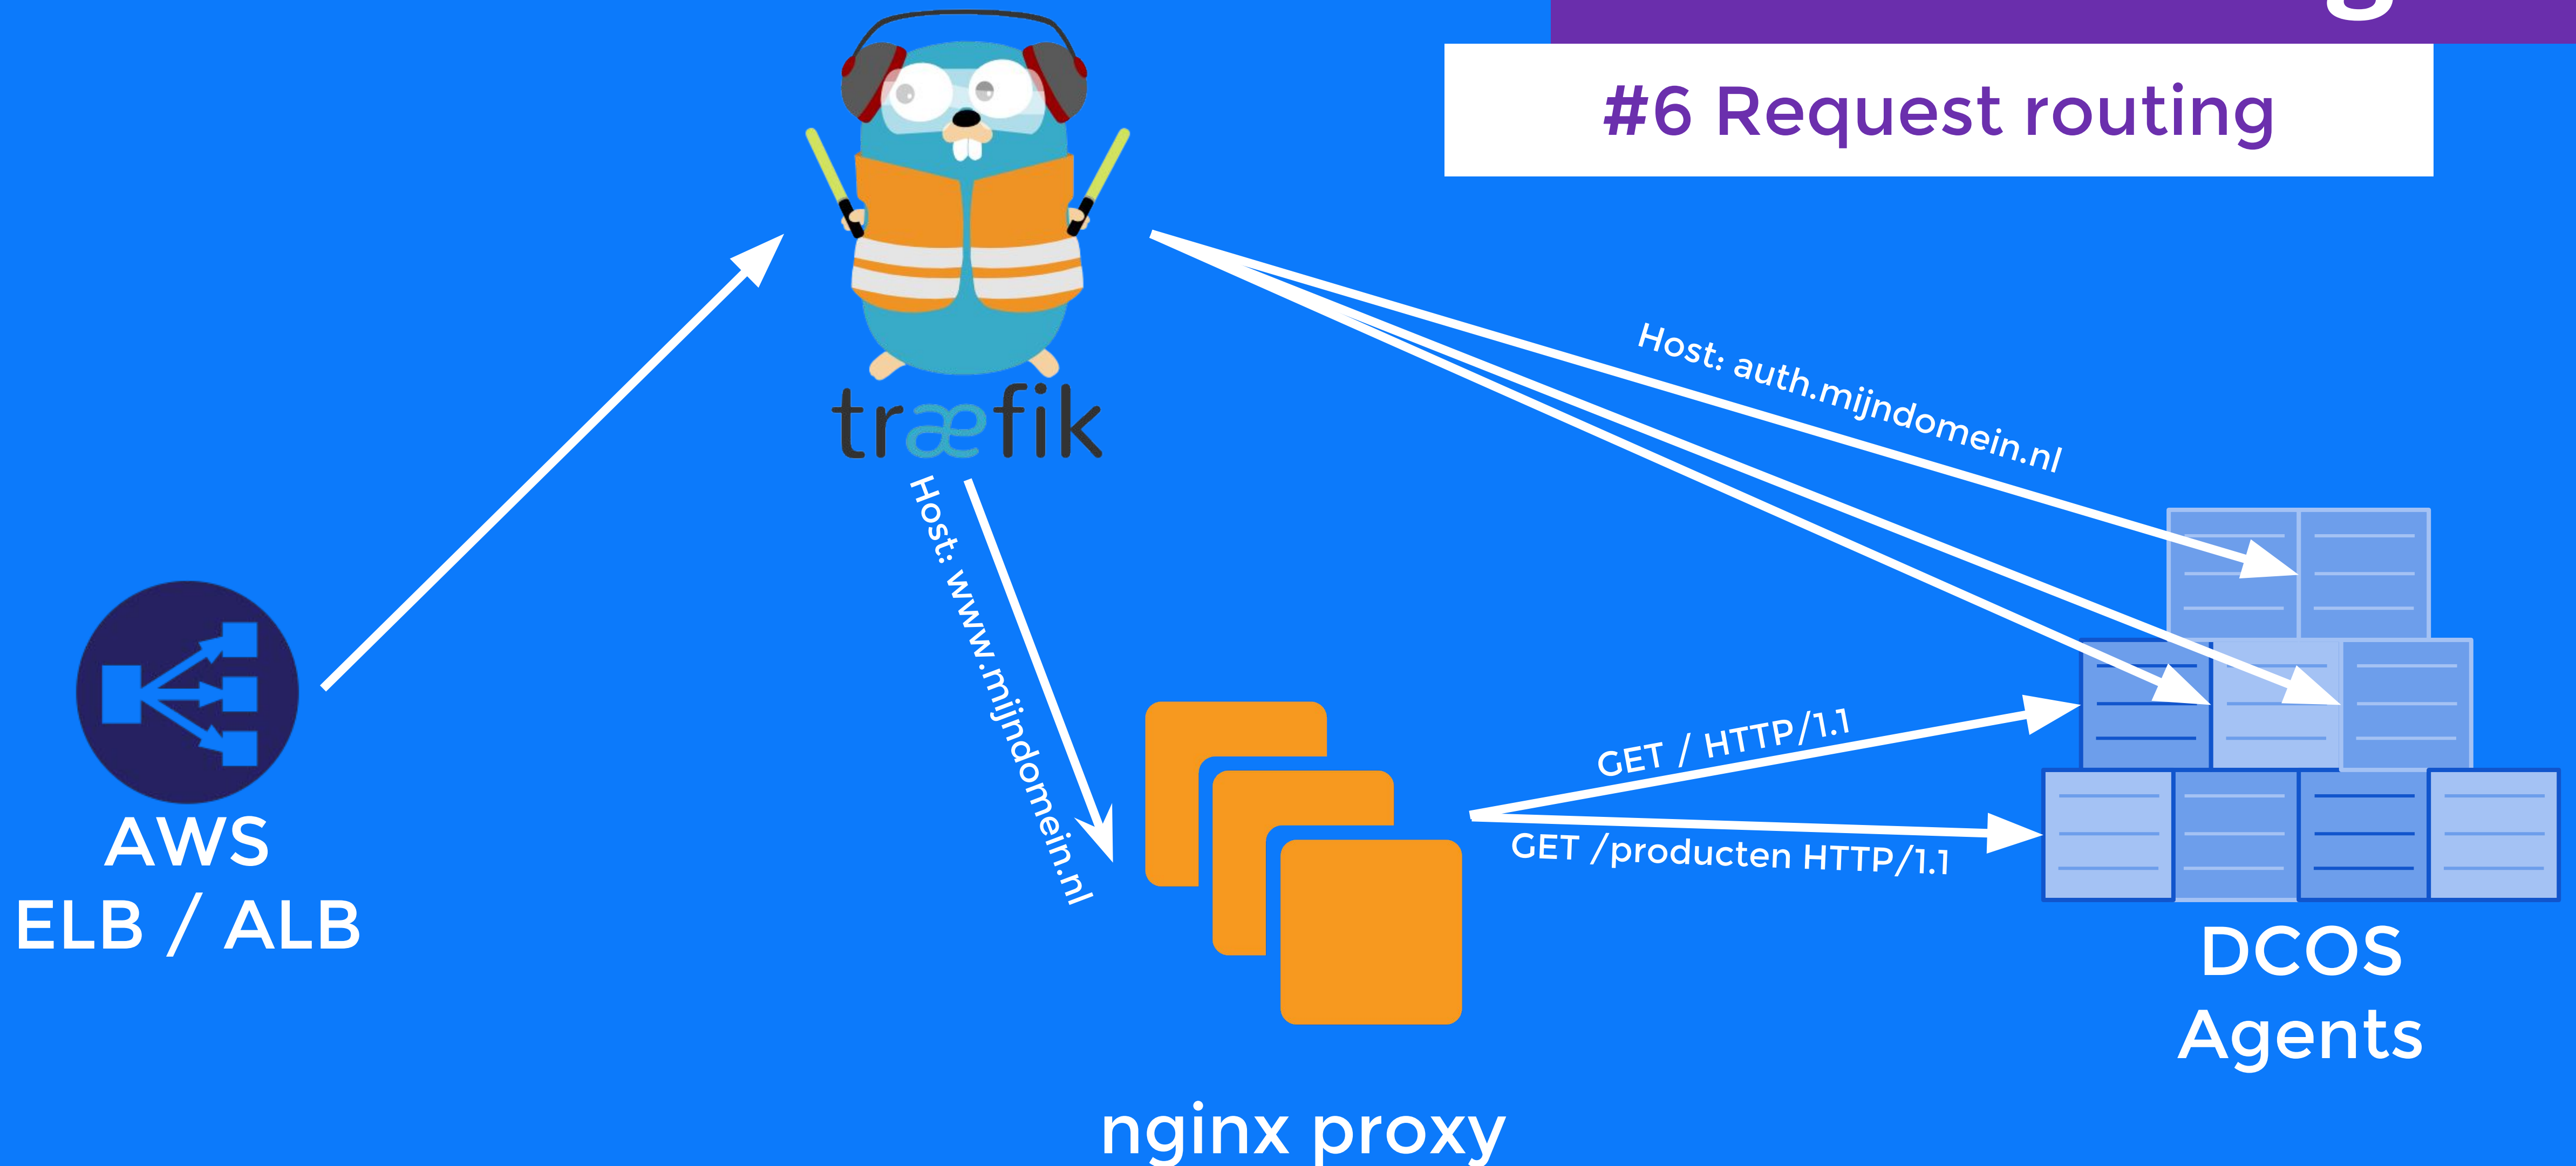 #6 Request routing
træfik
Host: auth.mijndomein.nl
Host: www.mijndomein.nl
GET / HTTP/1.1
GET /producten HTTP/1.1
AWS
ELB / ALB
DCOS
Agents
nginx proxy